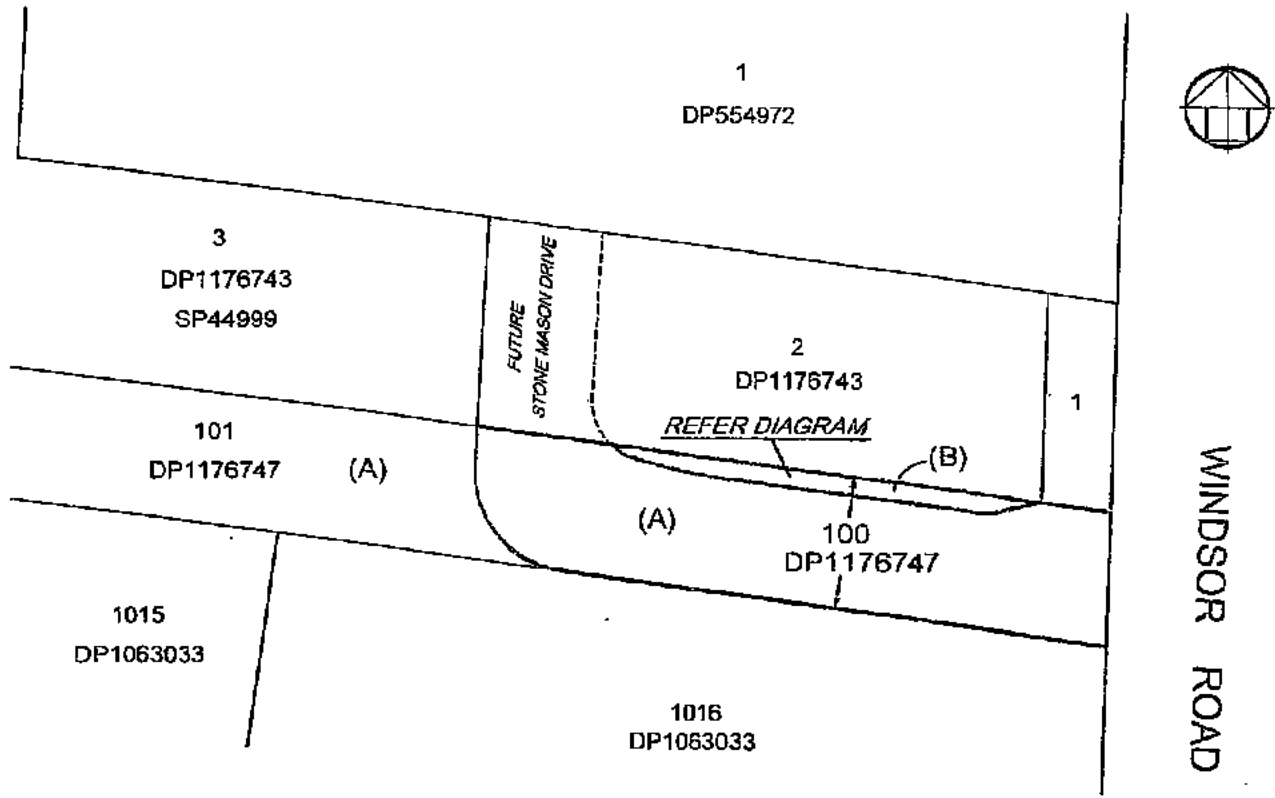 1
DP554972
3
DP1176743
SP44999
FUTURE
STONE MASON DRIVE
2
DP1176743
1
REFER DIAGRAM
(B)
101
DP1176747
(A)
(A)
100
DP1176747
1015
DP1063033
1016
DP1063033
WINDSOR ROAD